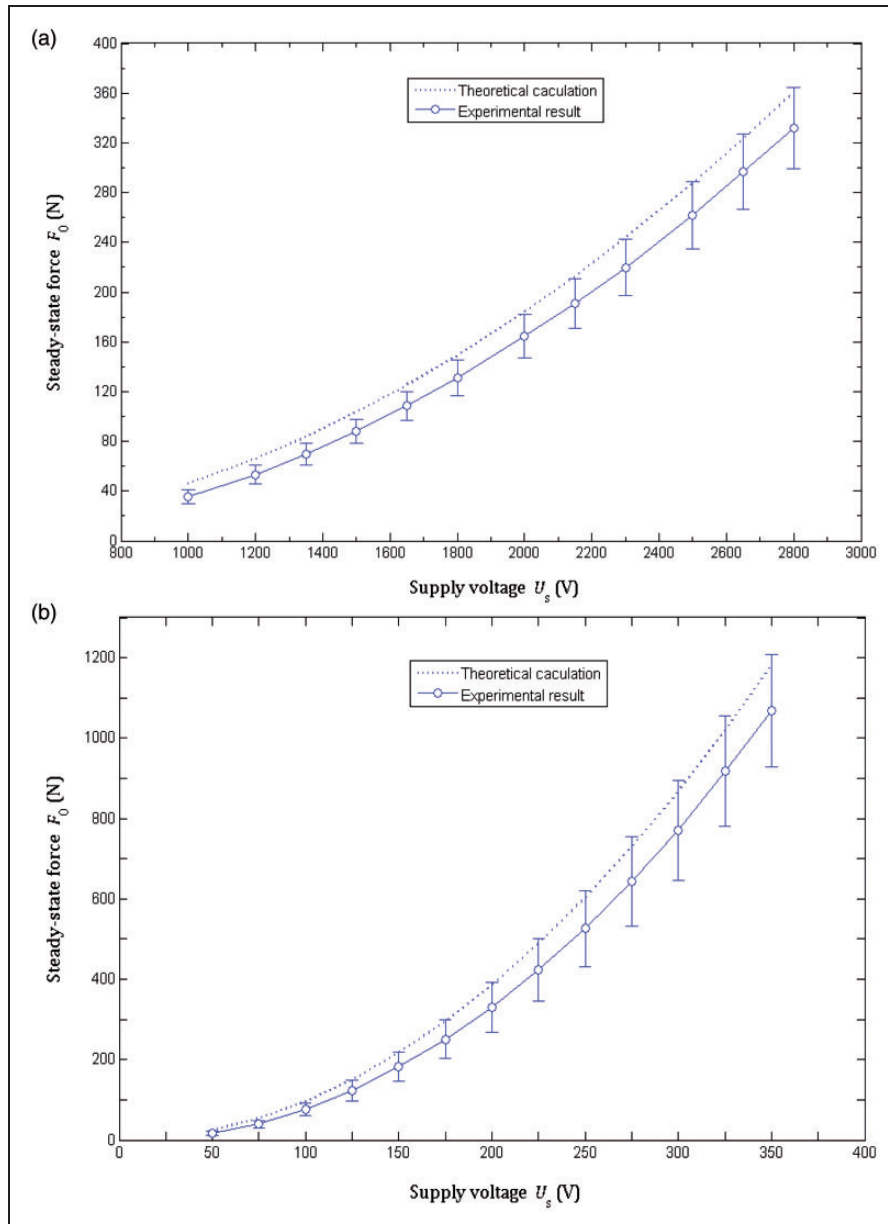 (a)
400
360
320
280
240
200
160
120
80
40
0
Theoretical caculation
Experimental result
Steady-state force F₀ (N)
800 1000 1200 1400 1600 1800 2000 2200 2400 2600 2800 3000
Supply voltage Uₛ (V)
(b)
1200
1000
800
600
400
200
0
Theoretical caculation
Experimental result
Steady-state force F₀ (N)
0 50 100 150 200 250 300 350 400
Supply voltage Uₛ (V)